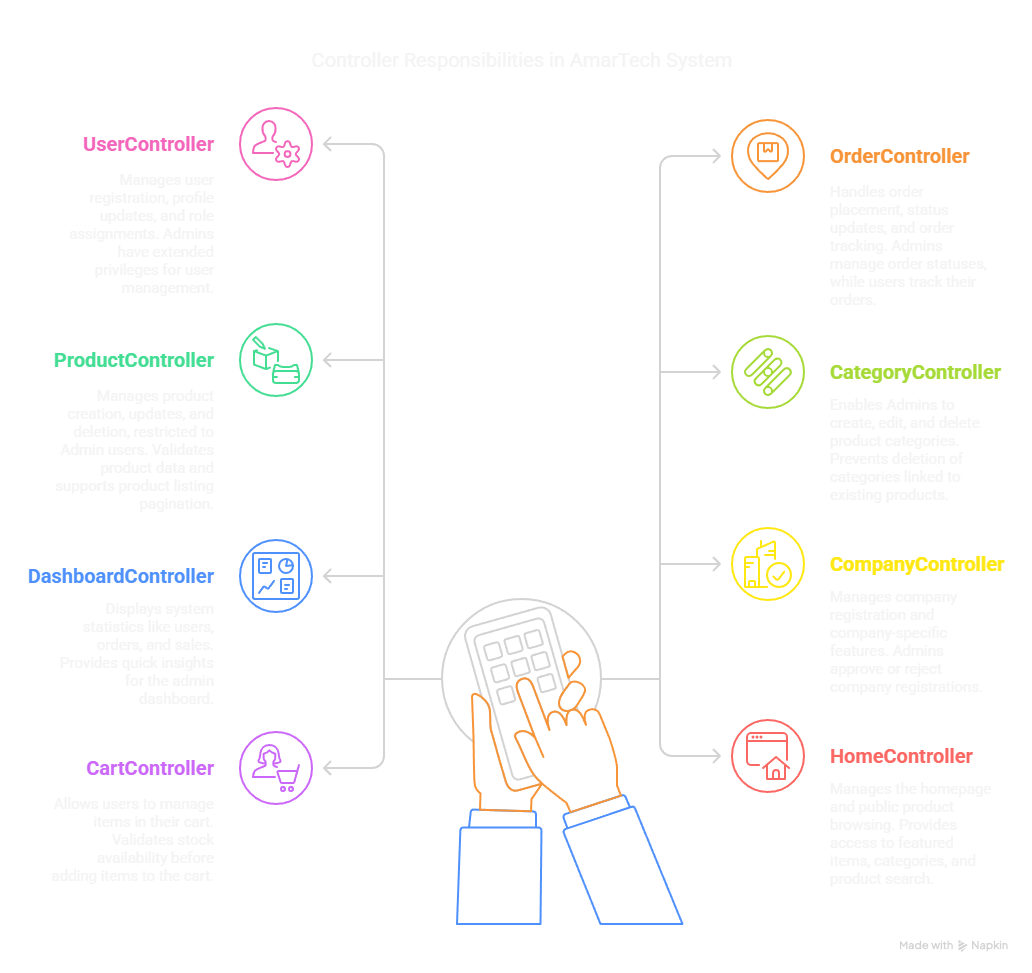 Controller Responsibilities in AmarTech System
UserController
Manages user
registration, profile
updates, and role
assignments. Admins
have extended
privileges for user
management.
ProductController
Manages product
creation, updates, and
deletion, restricted to
Admin users. Validates
product data and
supports product listing
pagination.
DashboardController
Displays system
statistics like users,
orders, and sales.
Provides quick insights
for the admin
dashboard.
CartController
Allows users to manage
items in their cart.
Validates stock
availability before
adding items to the cart.
OrderController
Handles order
placement, status
updates, and order
tracking. Admins
manage order statuses,
while users track their
orders.
CategoryController
Enables Admins to
create, edit, and delete
product categories.
Prevents deletion of
categories linked to
existing products.
CompanyController
Manages company
registration and
company-specific
features. Admins
approve or reject
company registrations.
HomeController
Manages the homepage
and public product
browsing. Provides
access to featured
items, categories, and
product search.
Made with Napkin